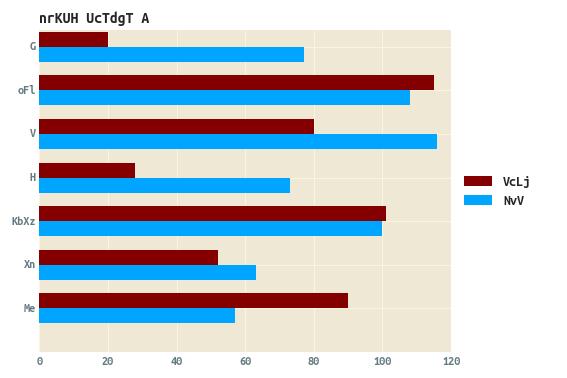 nrKUH UcTdgT A
G
oFl
V
H
KbXz
Xn
Me
0 20 40 60 80 100 120
VcLj
NvV